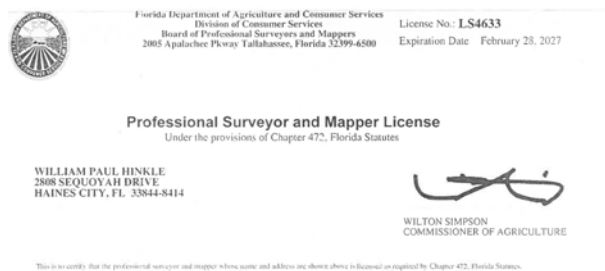 Florida Department of Agriculture and Consumer Services
Division of Consumer Services
Board of Professional Surveyors and Mappers
2005 Apalachee Pkway Tallahassee, Florida 32399-6500
License No.: LS4633
Expiration Date February 28, 2027
Professional Surveyor and Mapper License
Under the provisions of Chapter 472, Florida Statutes
WILLIAM PAUL HINKLE
2808 SEQUOYAH DRIVE
HAINES CITY, FL 33844-8414
WILTON SIMPSON
COMMISSIONER OF AGRICULTURE
This is to certify that the professional surveyor and mapper whose name and address are shown above is licensed as required by Chapter 472, Florida Statutes.